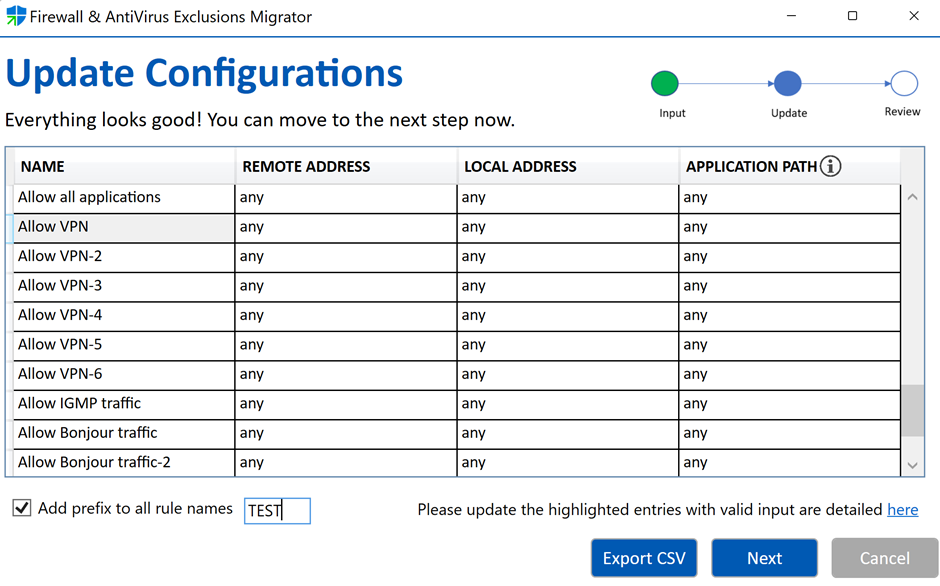 Firewall & AntiVirus Exclusions Migrator
Update Configurations
Everything looks good! You can move to the next step now.
Input Update Review
NAME REMOTE ADDRESS LOCAL ADDRESS APPLICATION PATH
Allow all applications any any any
Allow VPN any any any
Allow VPN-2 any any any
Allow VPN-3 any any any
Allow VPN-4 any any any
Allow VPN-5 any any any
Allow VPN-6 any any any
Allow IGMP traffic any any any
Allow Bonjour traffic any any any
Allow Bonjour traffic-2 any any any
Add prefix to all rule names TEST Please update the highlighted entries with valid input are detailed here
Export CSV Next Cancel